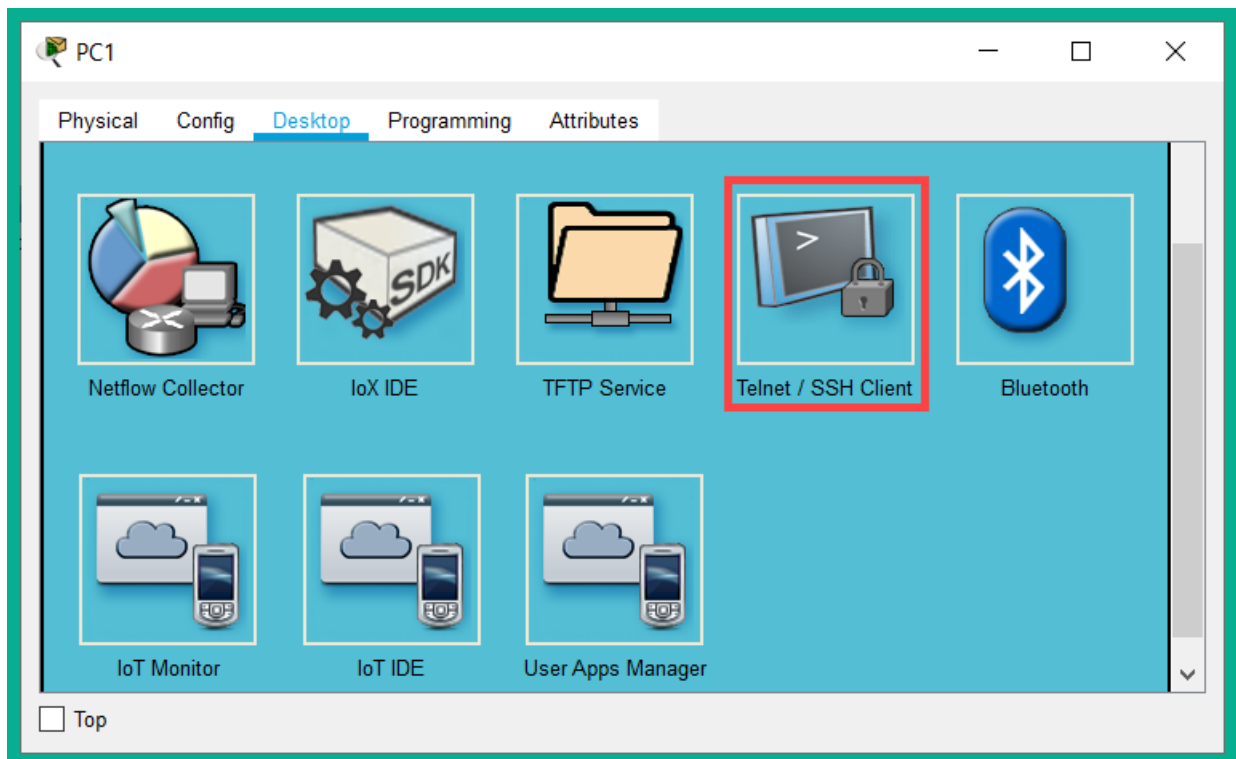 PC1
Physical Config Desktop Programming Attributes
SDK
>
Netflow Collector IoX IDE TFTP Service Telnet / SSH Client Bluetooth
IoT Monitor IoT IDE User Apps Manager
Top